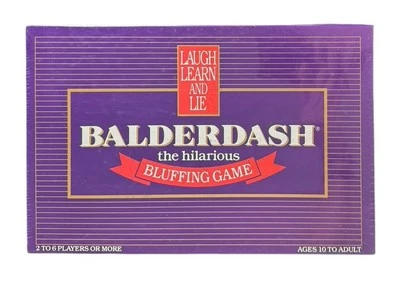 LAUGH
LEARN
AND
LIE
BALDERDASH®
the hilarious
BLUFFING GAME
2 TO 6 PLAYERS OR MORE
AGES 10 TO ADULT